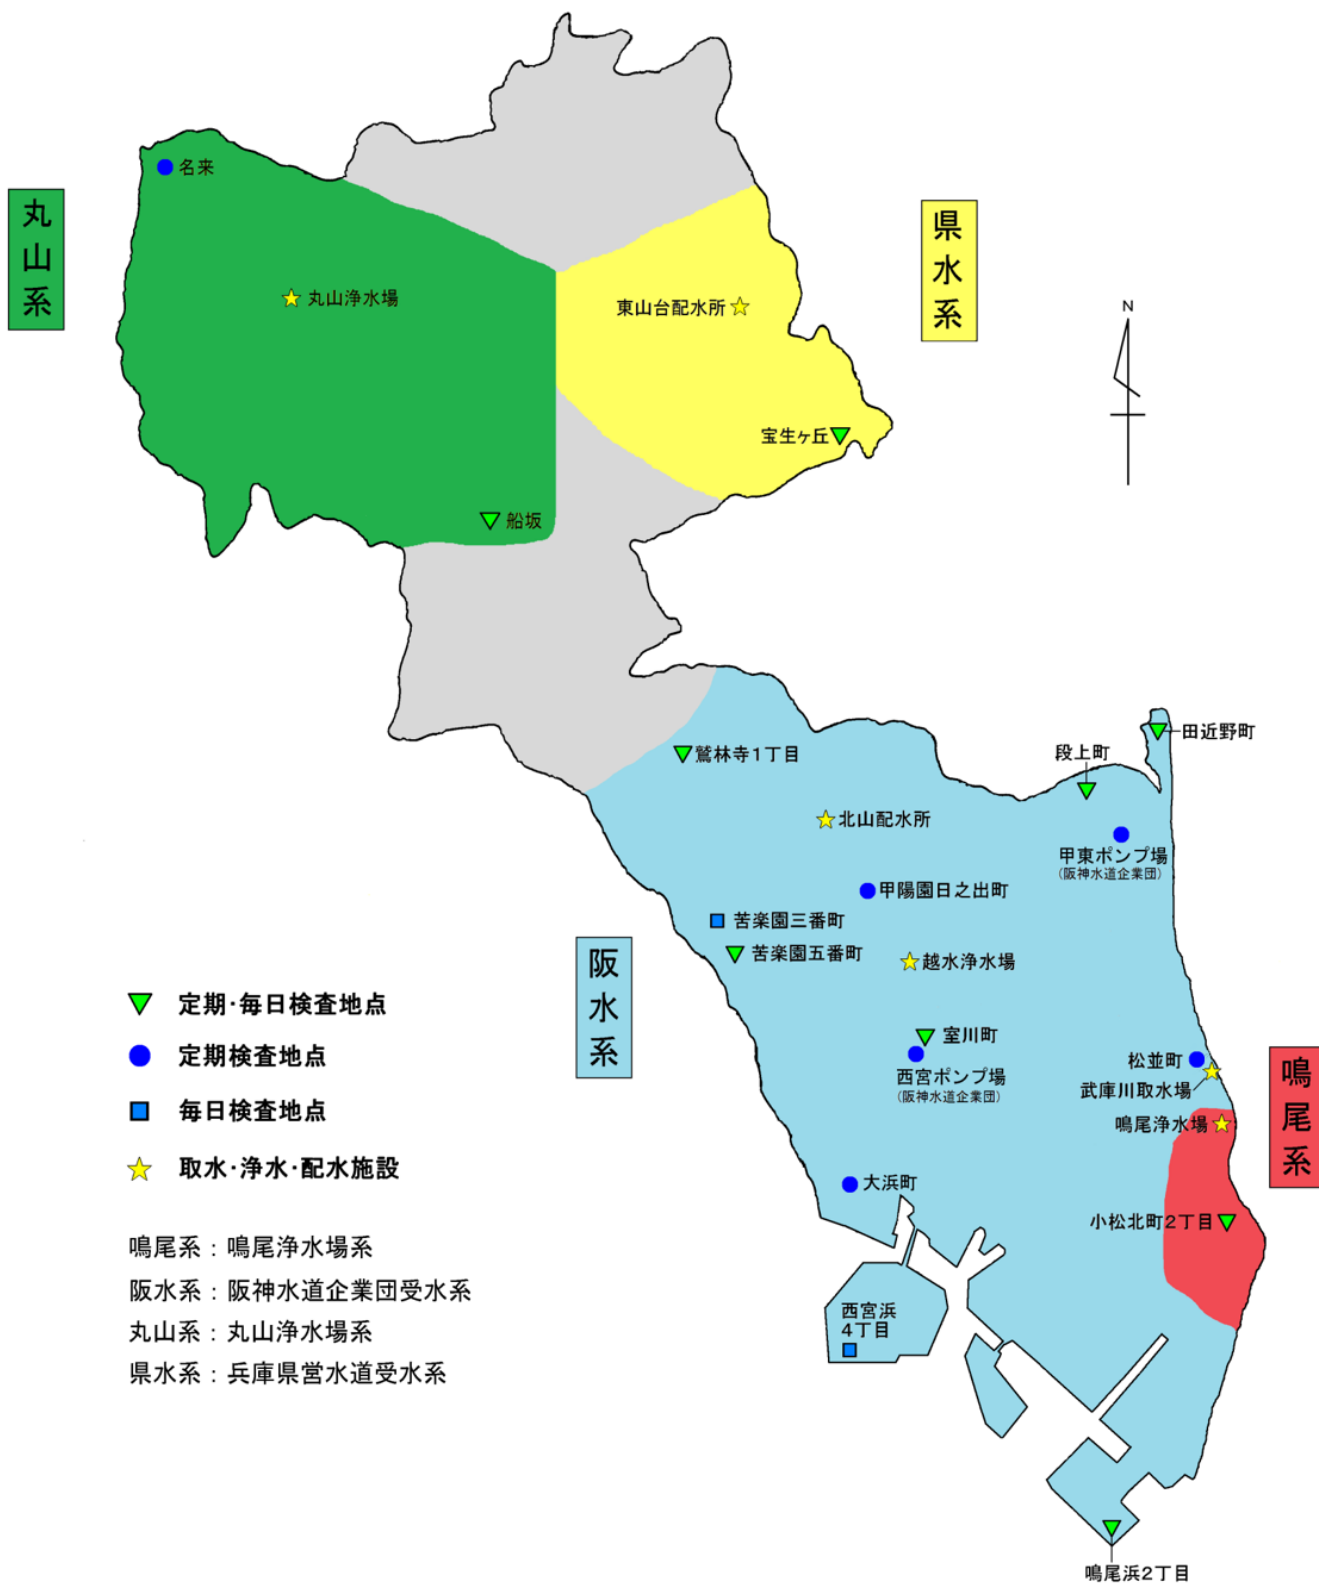 名来
丸山系
県水系
丸山浄水場
東山台配水所
N
宝生ヶ丘
船坂
田近野町
段上町
鷲林寺1丁目
北山配水所
甲東ポンプ場
(阪神水道企業団)
甲陽園日之出町
苦楽園三番町
苦楽園五番町
越水浄水場
阪水系
室川町
西宮ポンプ場
(阪神水道企業団)
松並町
武庫川取水場
鳴尾系
鳴尾浄水場
大浜町
小松北町2丁目
西宮浜
4丁目
鳴尾浜2丁目
定期・毎日検査地点
定期検査地点
毎日検査地点
取水・浄水・配水施設
鳴尾系：鳴尾浄水場系
阪水系：阪神水道企業団受水系
丸山系：丸山浄水場系
県水系：兵庫県営水道受水系